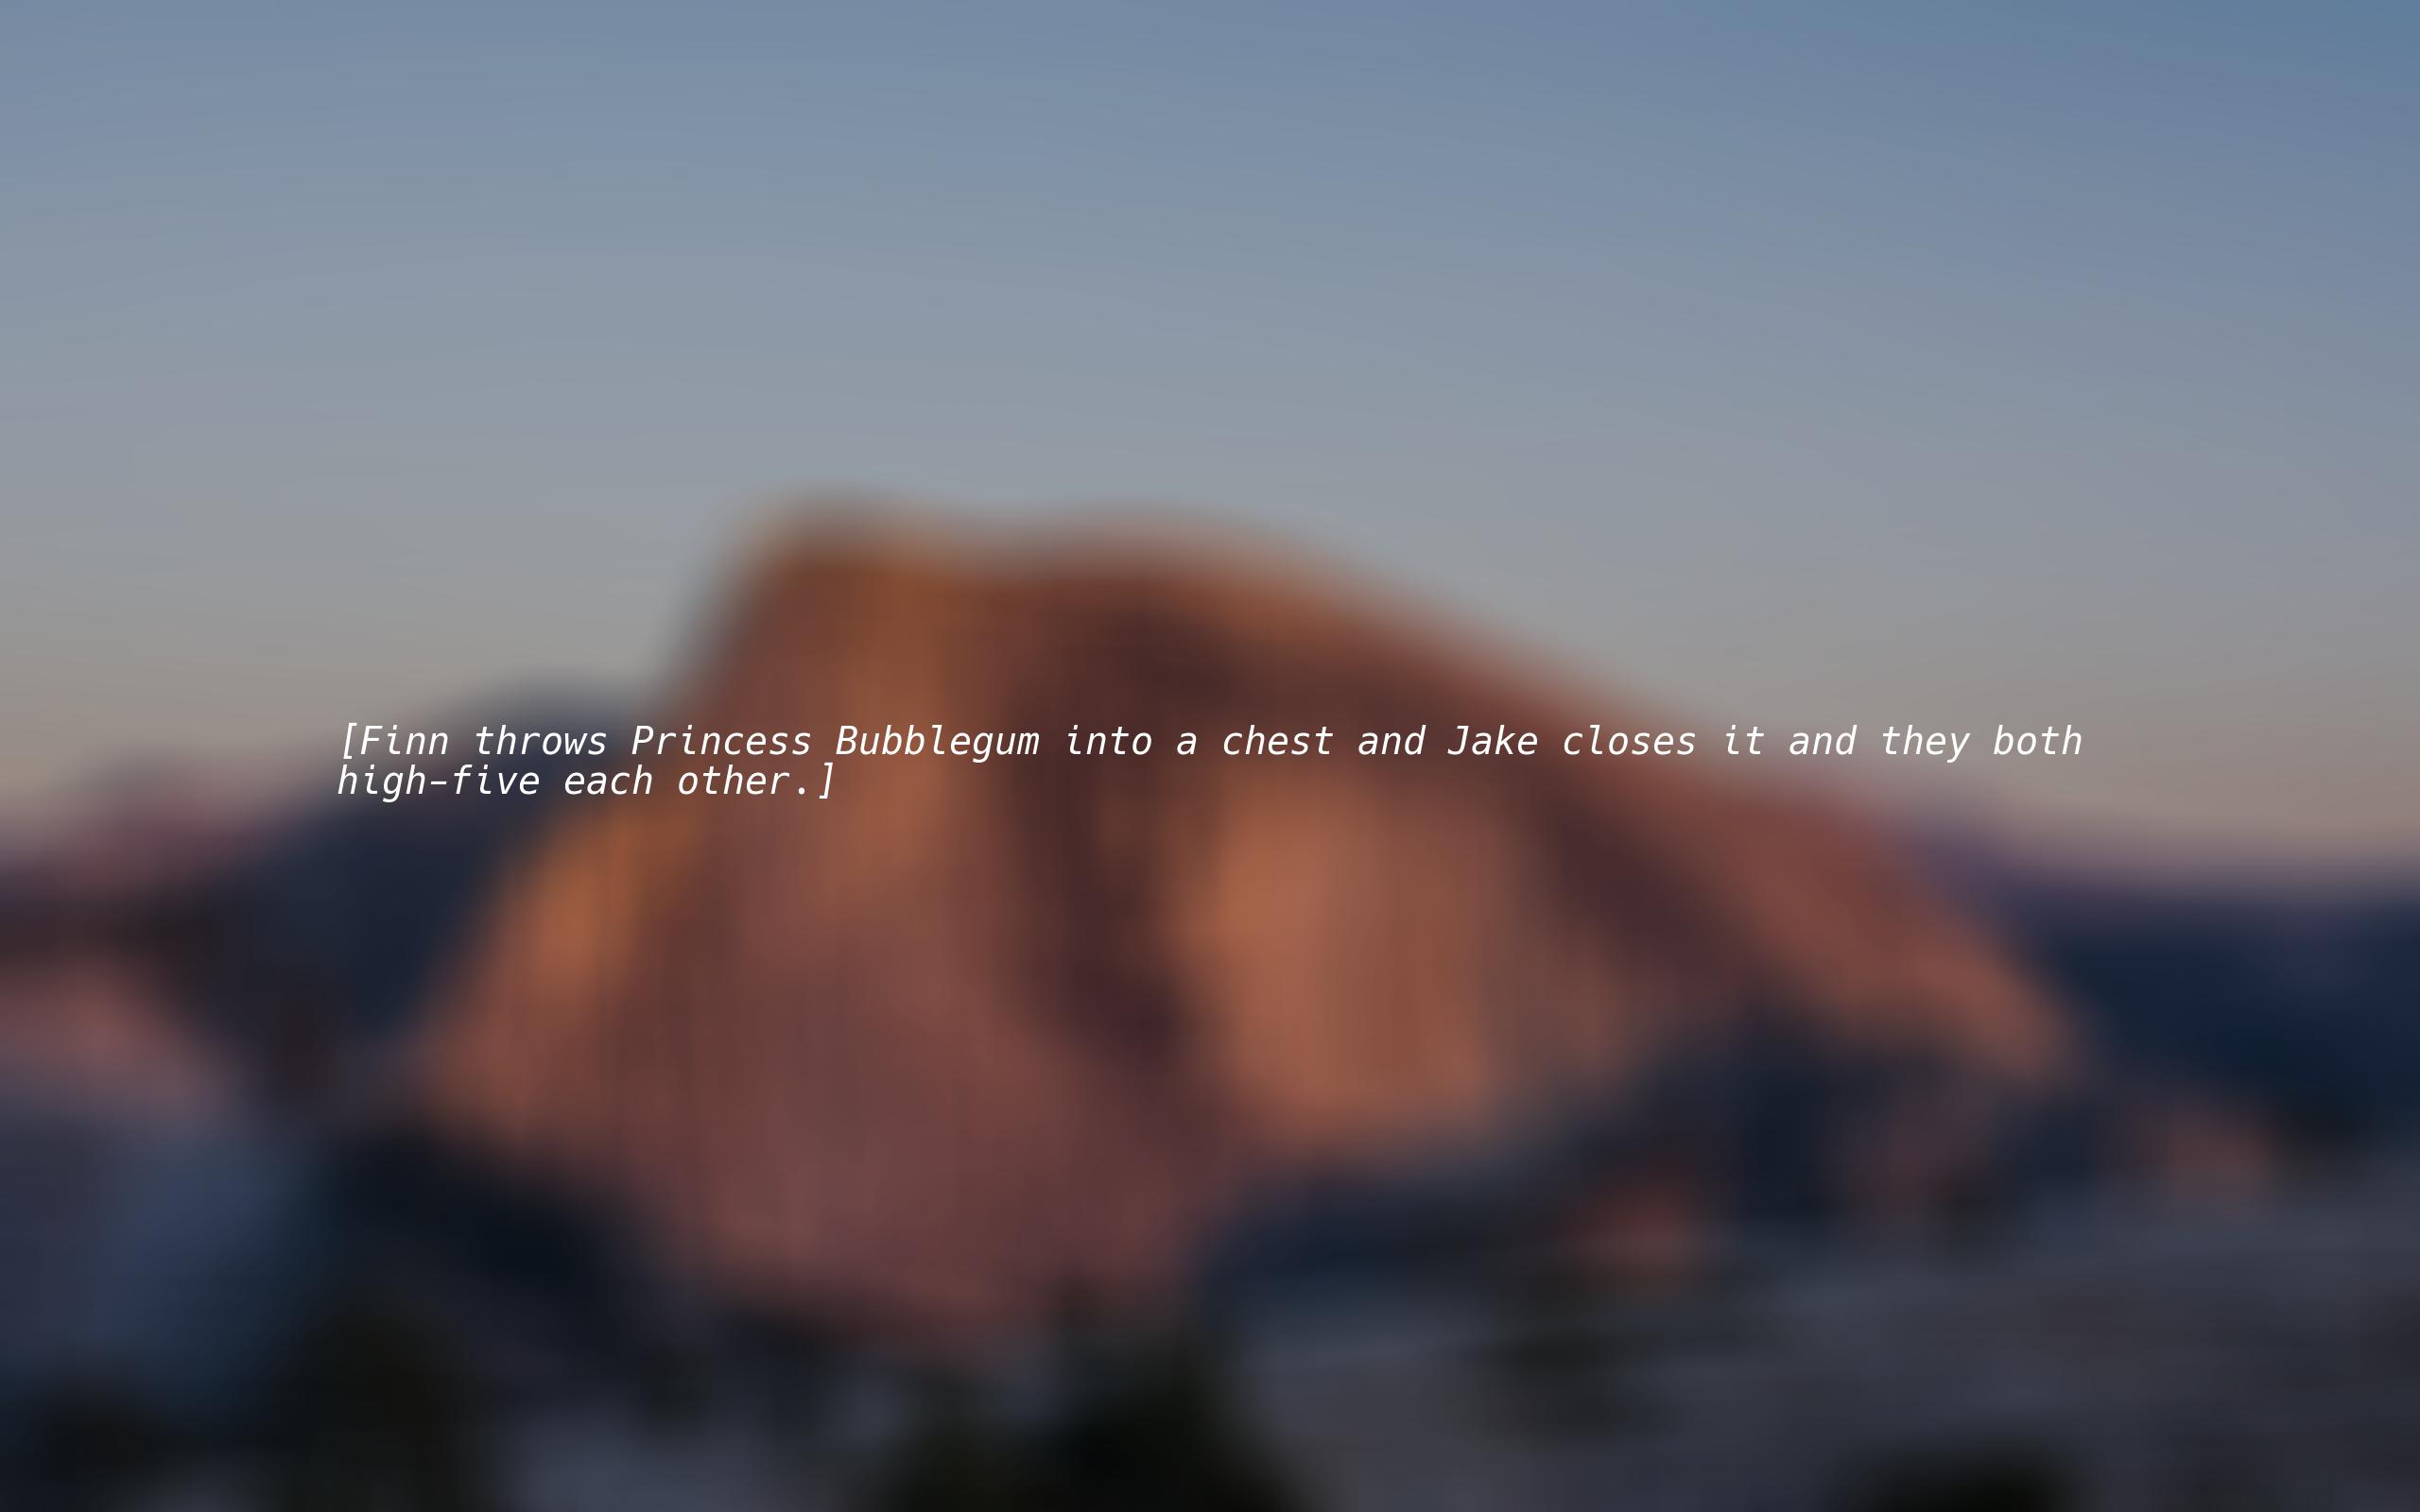 [Finn throws Princess Bubblegum into a chest and Jake closes it and they both
high-five each other.]